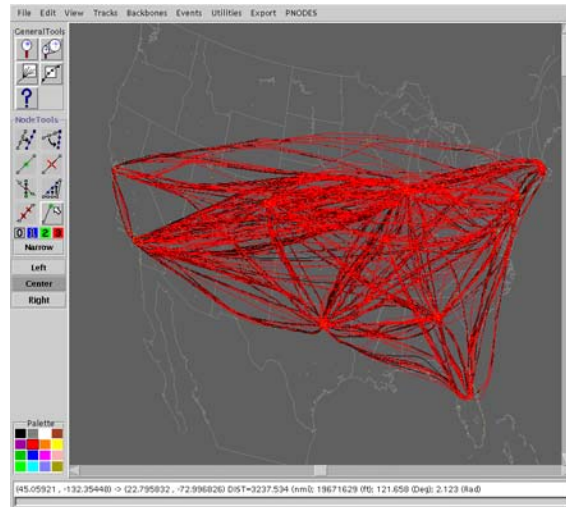 File Edit View Tracks Backbones Events Utilities Export PNODES
GeneralTools
?
NodeTools
0 1 2 3
Narrow
Left
Center
Right
Palette
(45.05921 , -132.35448) -> (22.795832 , -72.996826) DIST=3237.534 (nmi); 19671629 (ft); 121.658 (Deg); 2.123 (Rad)